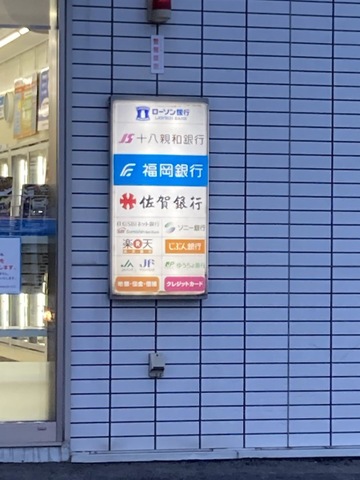 ローソン銀行
LAWSON BANK
十八親和銀行
福岡銀行
佐賀銀行
ソニー銀行
楽天
じぶん銀行
JA JF
ゆうちょ銀行
地銀・信金・信組
クレジットカード